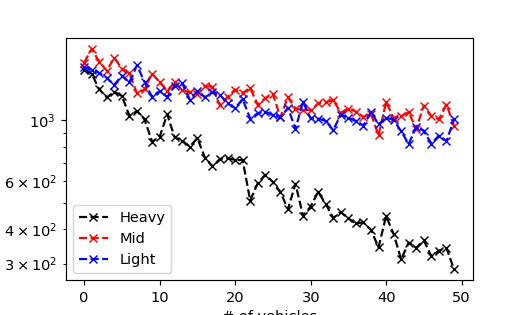 10³
6 × 10²
4 × 10²
3 × 10²
Heavy
Mid
Light
0 10 20 30 40 50
# of vehicles